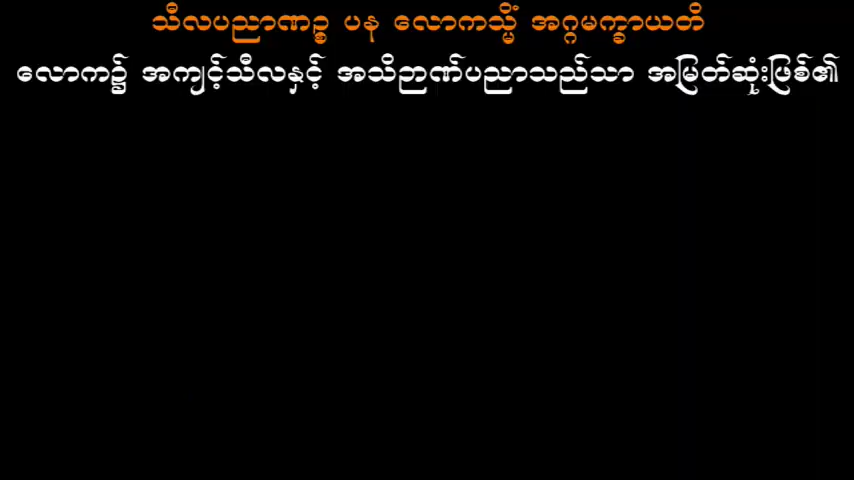 သီလပညာဏဉ္စ ပန လောကသ္မိံ အဂ္ဂမက္ခာယတိ
လောက၌ အကျင့်သီလနှင့် အသိဉာဏ်ပညာသည်သာ အမြတ်ဆုံးဖြစ်၏